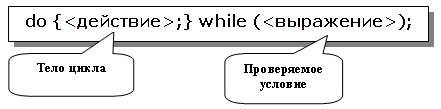 do {<действие>;} while (<выражение>);
Тело цикла
Проверяемое
условие